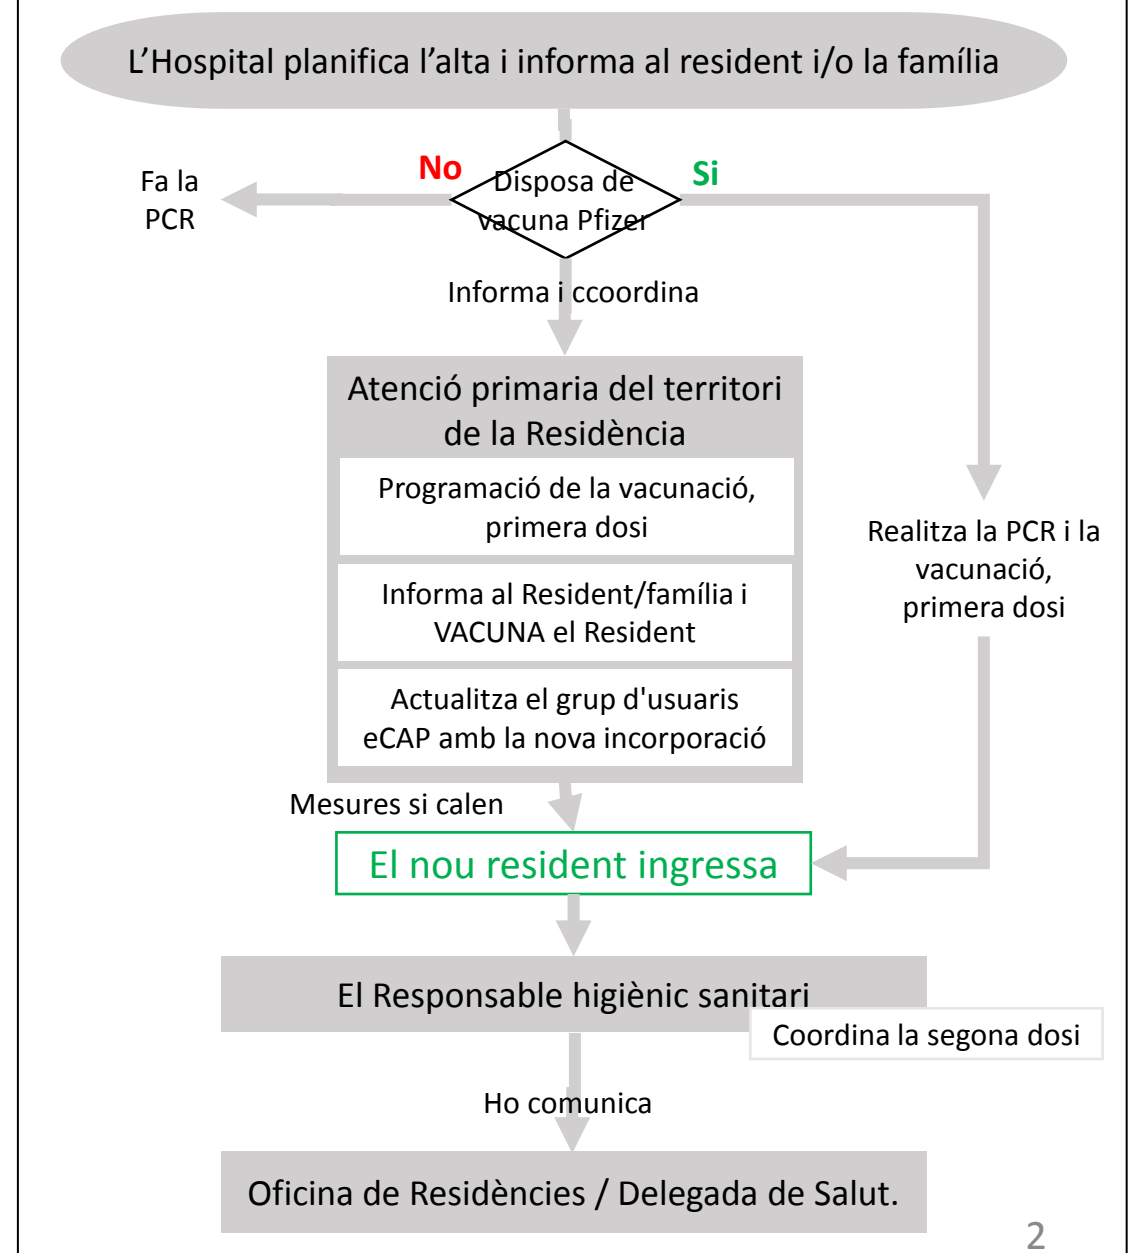 L’Hospital planifica l’alta i informa al resident i/o la família
No
Si
Fa la
PCR
Disposa de
vacuna Pfizer
Informa i ccoordina
Atenció primaria del territori
de la Residència
Programació de la vacunació,
primera dosi
Informa al Resident/família i
VACUNA el Resident
Actualitza el grup d'usuaris
eCAP amb la nova incorporació
Realitza la PCR i la
vacunació,
primera dosi
Mesures si calen
El nou resident ingressa
El Responsable higiènic sanitari
Coordina la segona dosi
Ho comunica
Oficina de Residències / Delegada de Salut.
2